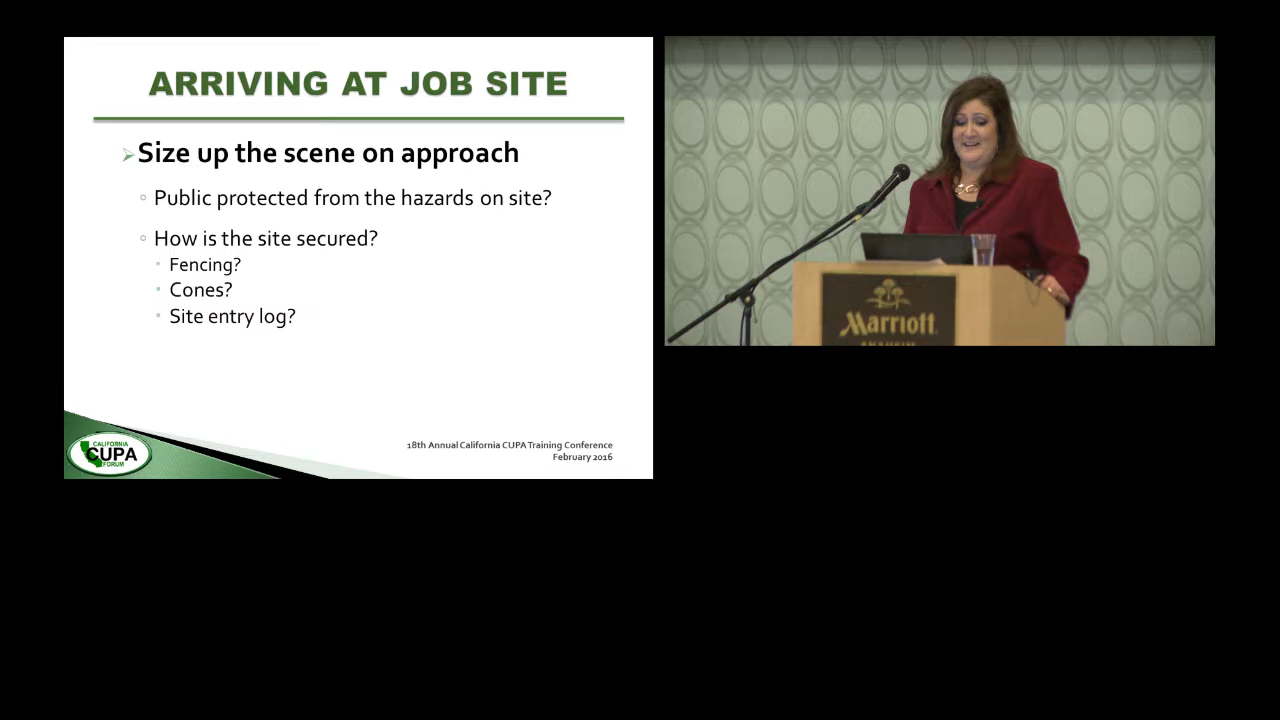 ARRIVING AT JOB SITE
Size up the scene on approach
Public protected from the hazards on site?
How is the site secured?
Fencing?
Cones?
Site entry log?
18th Annual California CUPA Training Conference
February 2016
CALIFORNIA
CUPA
FORUM
Marriott
ANAHEIM